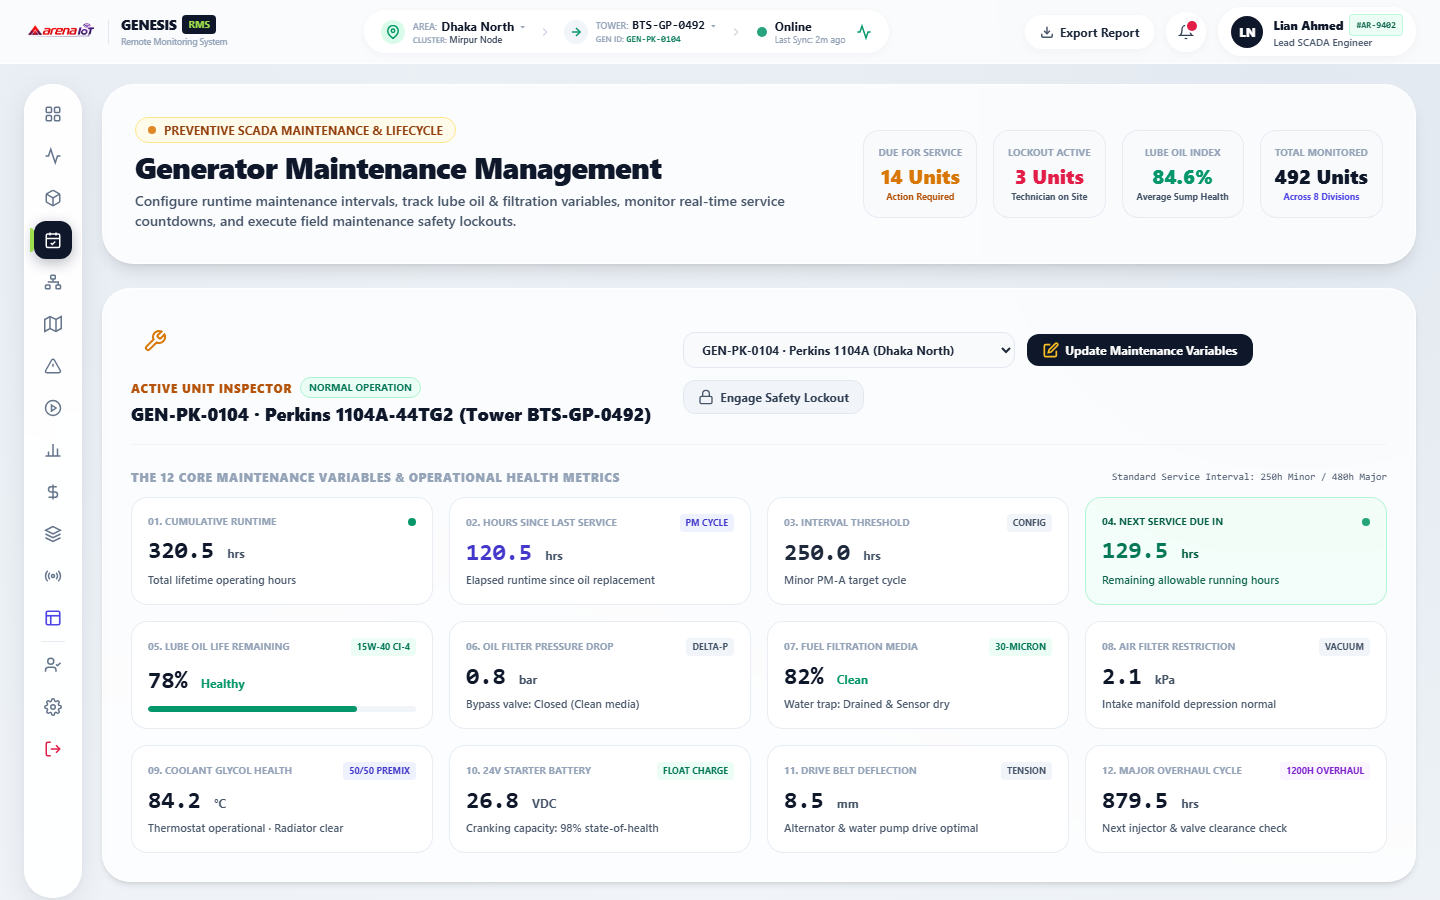 arenaIoT
GENESIS RMS
Remote Monitoring System
AREA: Dhaka North
CLUSTER: Mirpur Node
TOWER: BTS-GP-0492
GEN ID: GEN-PK-0104
Online
Last Sync: 2m ago
Export Report
LN
Lian Ahmed #AR-9402
Lead SCADA Engineer
PREVENTIVE SCADA MAINTENANCE & LIFECYCLE
Generator Maintenance Management
Configure runtime maintenance intervals, track lube oil & filtration variables, monitor real-time service
countdowns, and execute field maintenance safety lockouts.
DUE FOR SERVICE
14 Units
Action Required
LOCKOUT ACTIVE
3 Units
Technician on Site
LUBE OIL INDEX
84.6%
Average Sump Health
TOTAL MONITORED
492 Units
Across 8 Divisions
ACTIVE UNIT INSPECTOR NORMAL OPERATION
GEN-PK-0104 · Perkins 1104A-44TG2 (Tower BTS-GP-0492)
GEN-PK-0104 · Perkins 1104A (Dhaka North)
Update Maintenance Variables
Engage Safety Lockout
THE 12 CORE MAINTENANCE VARIABLES & OPERATIONAL HEALTH METRICS
Standard Service Interval: 250h Minor / 480h Major
01. CUMULATIVE RUNTIME
320.5 hrs
Total lifetime operating hours
02. HOURS SINCE LAST SERVICE PM CYCLE
120.5 hrs
Elapsed runtime since oil replacement
03. INTERVAL THRESHOLD CONFIG
250.0 hrs
Minor PM-A target cycle
04. NEXT SERVICE DUE IN
129.5 hrs
Remaining allowable running hours
05. LUBE OIL LIFE REMAINING 15W-40 CI-4
78% Healthy
06. OIL FILTER PRESSURE DROP DELTA-P
0.8 bar
Bypass valve: Closed (Clean media)
07. FUEL FILTRATION MEDIA 30-MICRON
82% Clean
Water trap: Drained & Sensor dry
08. AIR FILTER RESTRICTION VACUUM
2.1 kPa
Intake manifold depression normal
09. COOLANT GLYCOL HEALTH 50/50 PREMIX
84.2 °C
Thermostat operational · Radiator clear
10. 24V STARTER BATTERY FLOAT CHARGE
26.8 VDC
Cranking capacity: 98% state-of-health
11. DRIVE BELT DEFLECTION TENSION
8.5 mm
Alternator & water pump drive optimal
12. MAJOR OVERHAUL CYCLE 1200H OVERHAUL
879.5 hrs
Next injector & valve clearance check